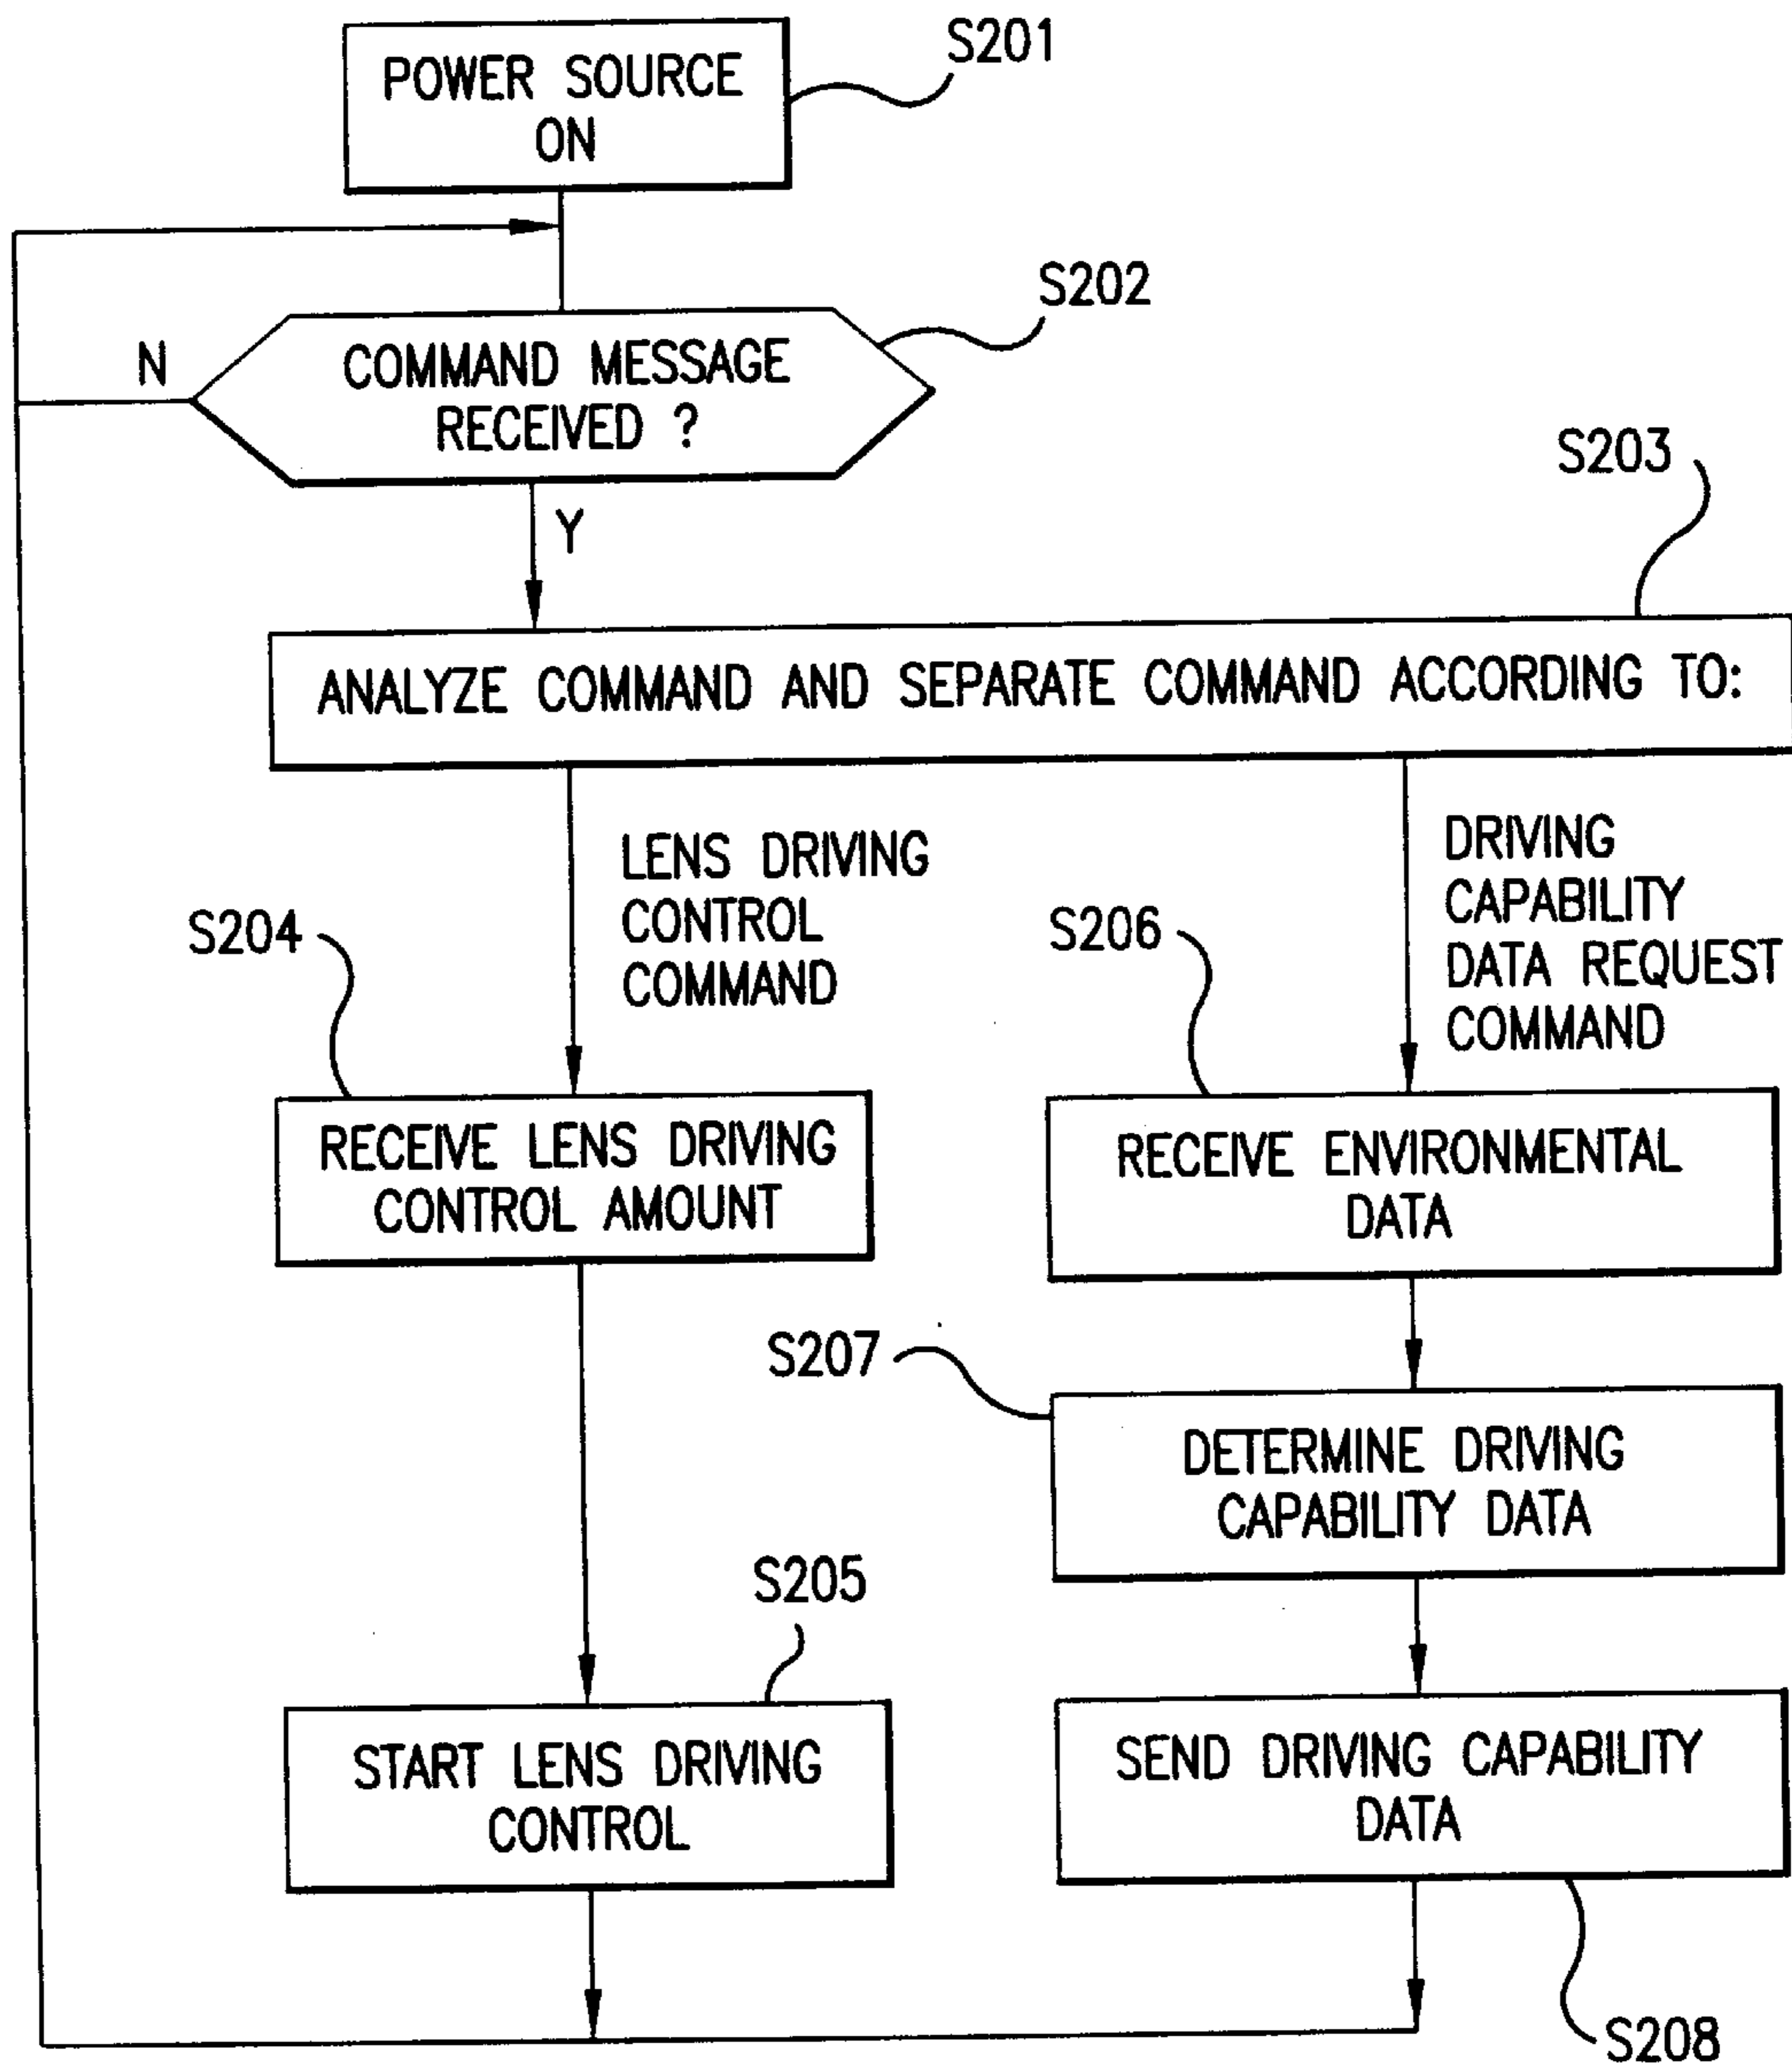 POWER SOURCE
ON
S201
COMMAND MESSAGE
RECEIVED ?
S202
N
Y
S203
ANALYZE COMMAND AND SEPARATE COMMAND ACCORDING TO:
LENS DRIVING
CONTROL
COMMAND
DRIVING
CAPABILITY
DATA REQUEST
COMMAND
S204
RECEIVE LENS DRIVING
CONTROL AMOUNT
S206
RECEIVE ENVIRONMENTAL
DATA
S207
DETERMINE DRIVING
CAPABILITY DATA
S205
START LENS DRIVING
CONTROL
SEND DRIVING CAPABILITY
DATA
S208